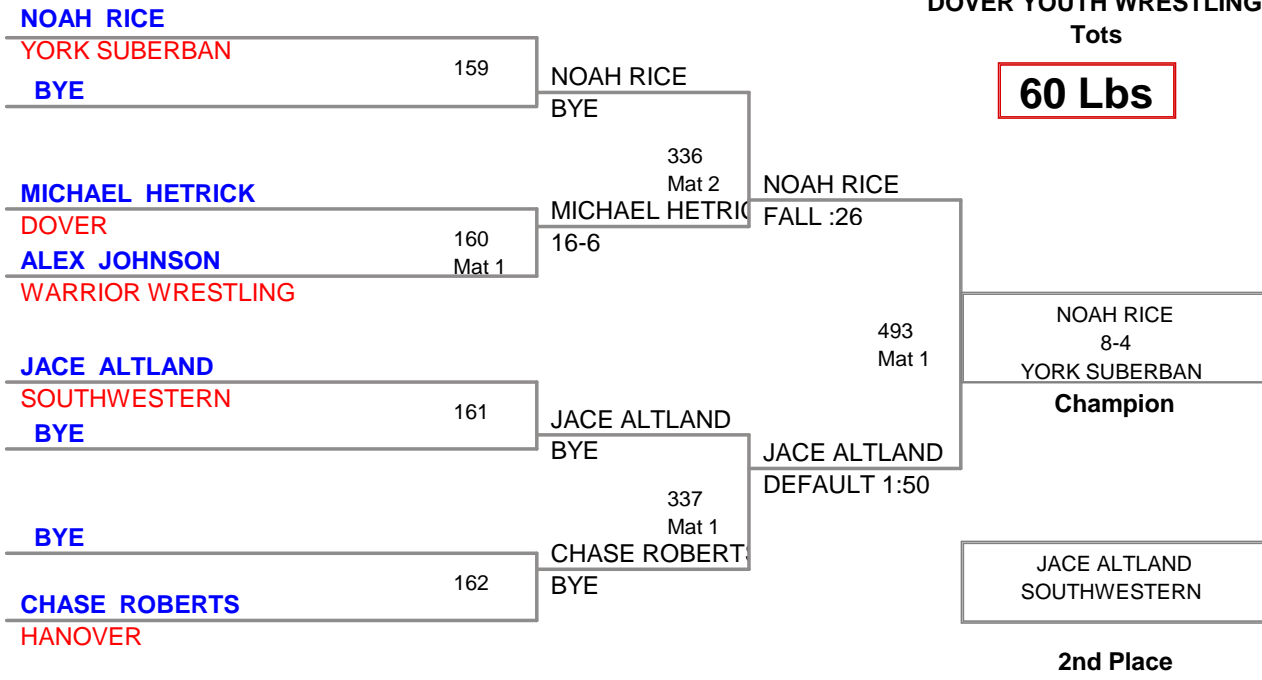 DOVER YOUTH WRESTLING
Tots
60 Lbs
NOAH RICE
YORK SUBERBAN
BYE
159
MICHAEL HETRICK
DOVER
ALEX JOHNSON
WARRIOR WRESTLING
160
Mat 1
JACE ALTLAND
SOUTHWESTERN
BYE
161
BYE
CHASE ROBERTS
HANOVER
162
NOAH RICE
BYE
336
Mat 2
MICHAEL HETRIC
16-6
JACE ALTLAND
BYE
337
Mat 1
CHASE ROBERTS
BYE
NOAH RICE
FALL :26
493
Mat 1
JACE ALTLAND
DEFAULT 1:50
NOAH RICE
8-4
YORK SUBERBAN
Champion
JACE ALTLAND
SOUTHWESTERN
2nd Place